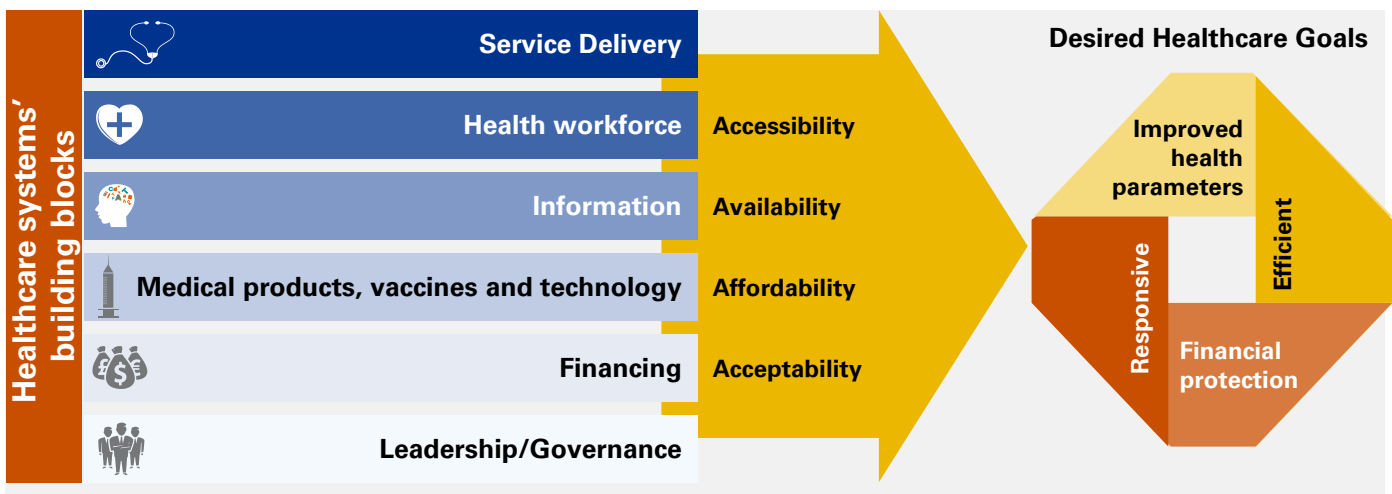 Healthcare systems’
building blocks
Service Delivery
Health workforce
Information
Medical products, vaccines and technology
Financing
Leadership/Governance
Accessibility
Availability
Affordability
Acceptability
Desired Healthcare Goals
Improved
health
parameters
Efficient
Responsive
Financial
protection
£
$
€